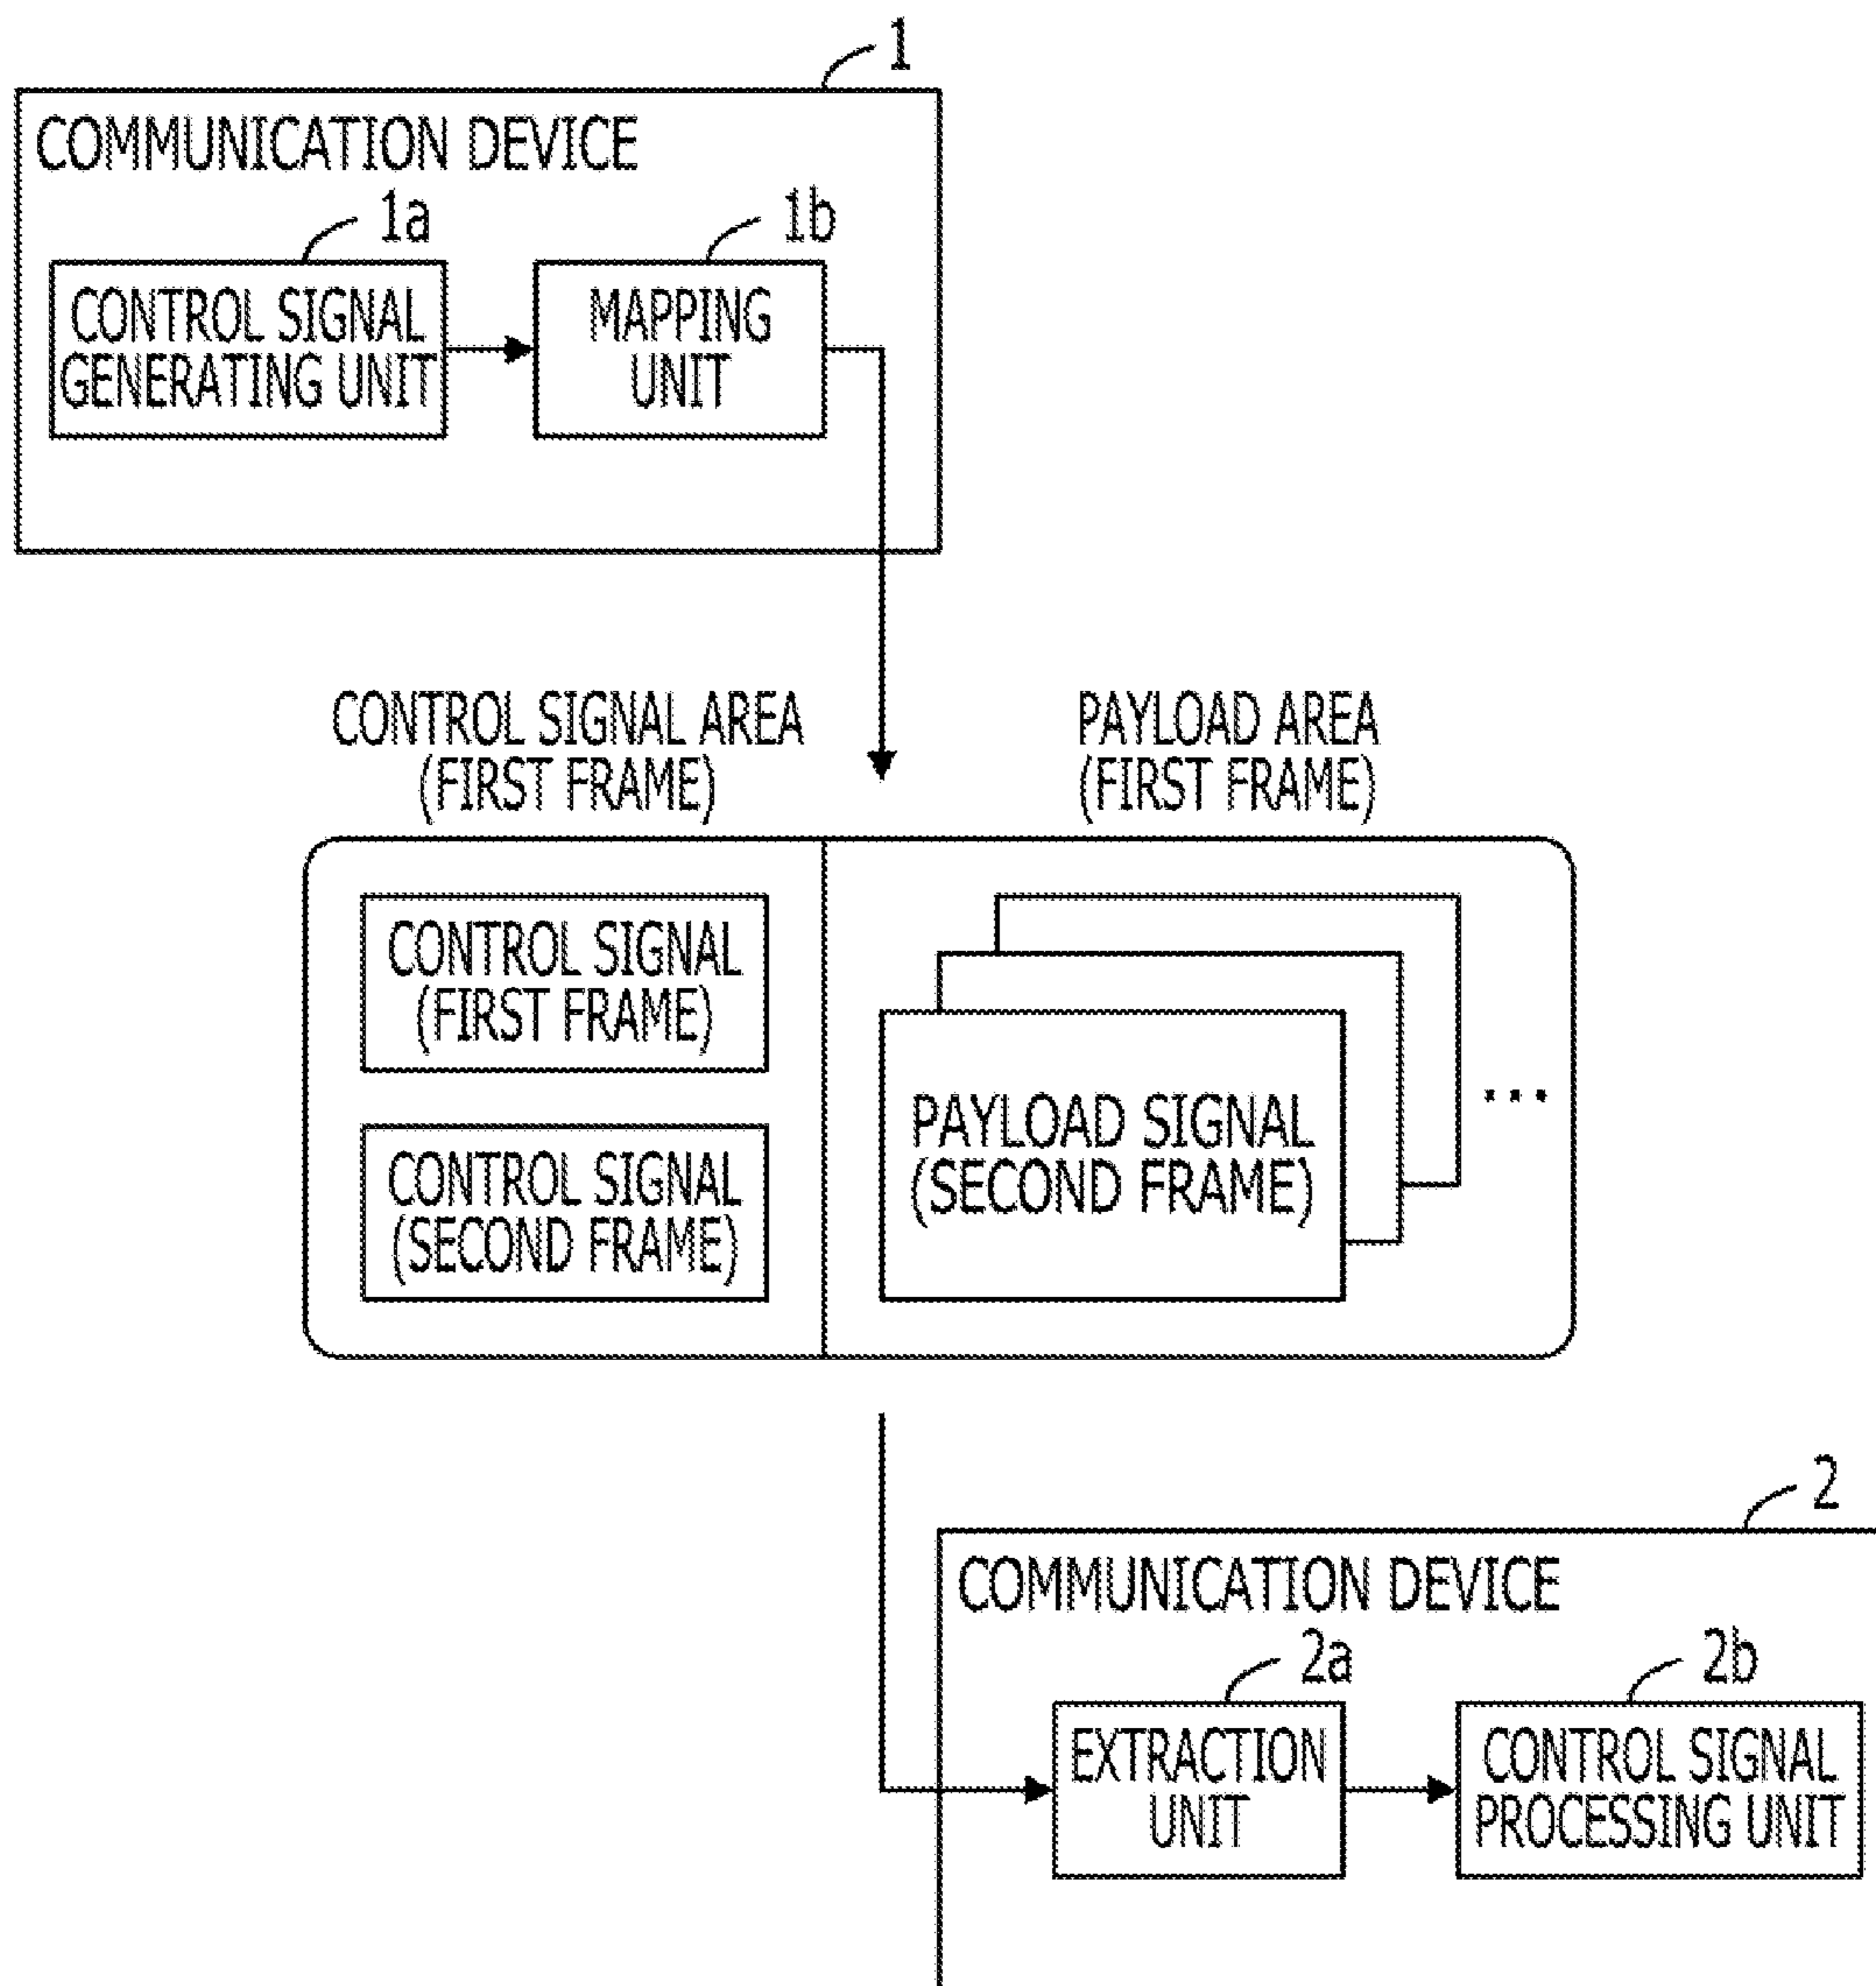 1
COMMUNICATION DEVICE
1a
1b
CONTROL SIGNAL
GENERATING UNIT
MAPPING
UNIT
CONTROL SIGNAL AREA
(FIRST FRAME)
PAYLOAD AREA
(FIRST FRAME)
CONTROL SIGNAL
(FIRST FRAME)
CONTROL SIGNAL
(SECOND FRAME)
PAYLOAD SIGNAL
(SECOND FRAME)
...
2
COMMUNICATION DEVICE
2a
2b
EXTRACTION
UNIT
CONTROL SIGNAL
PROCESSING UNIT